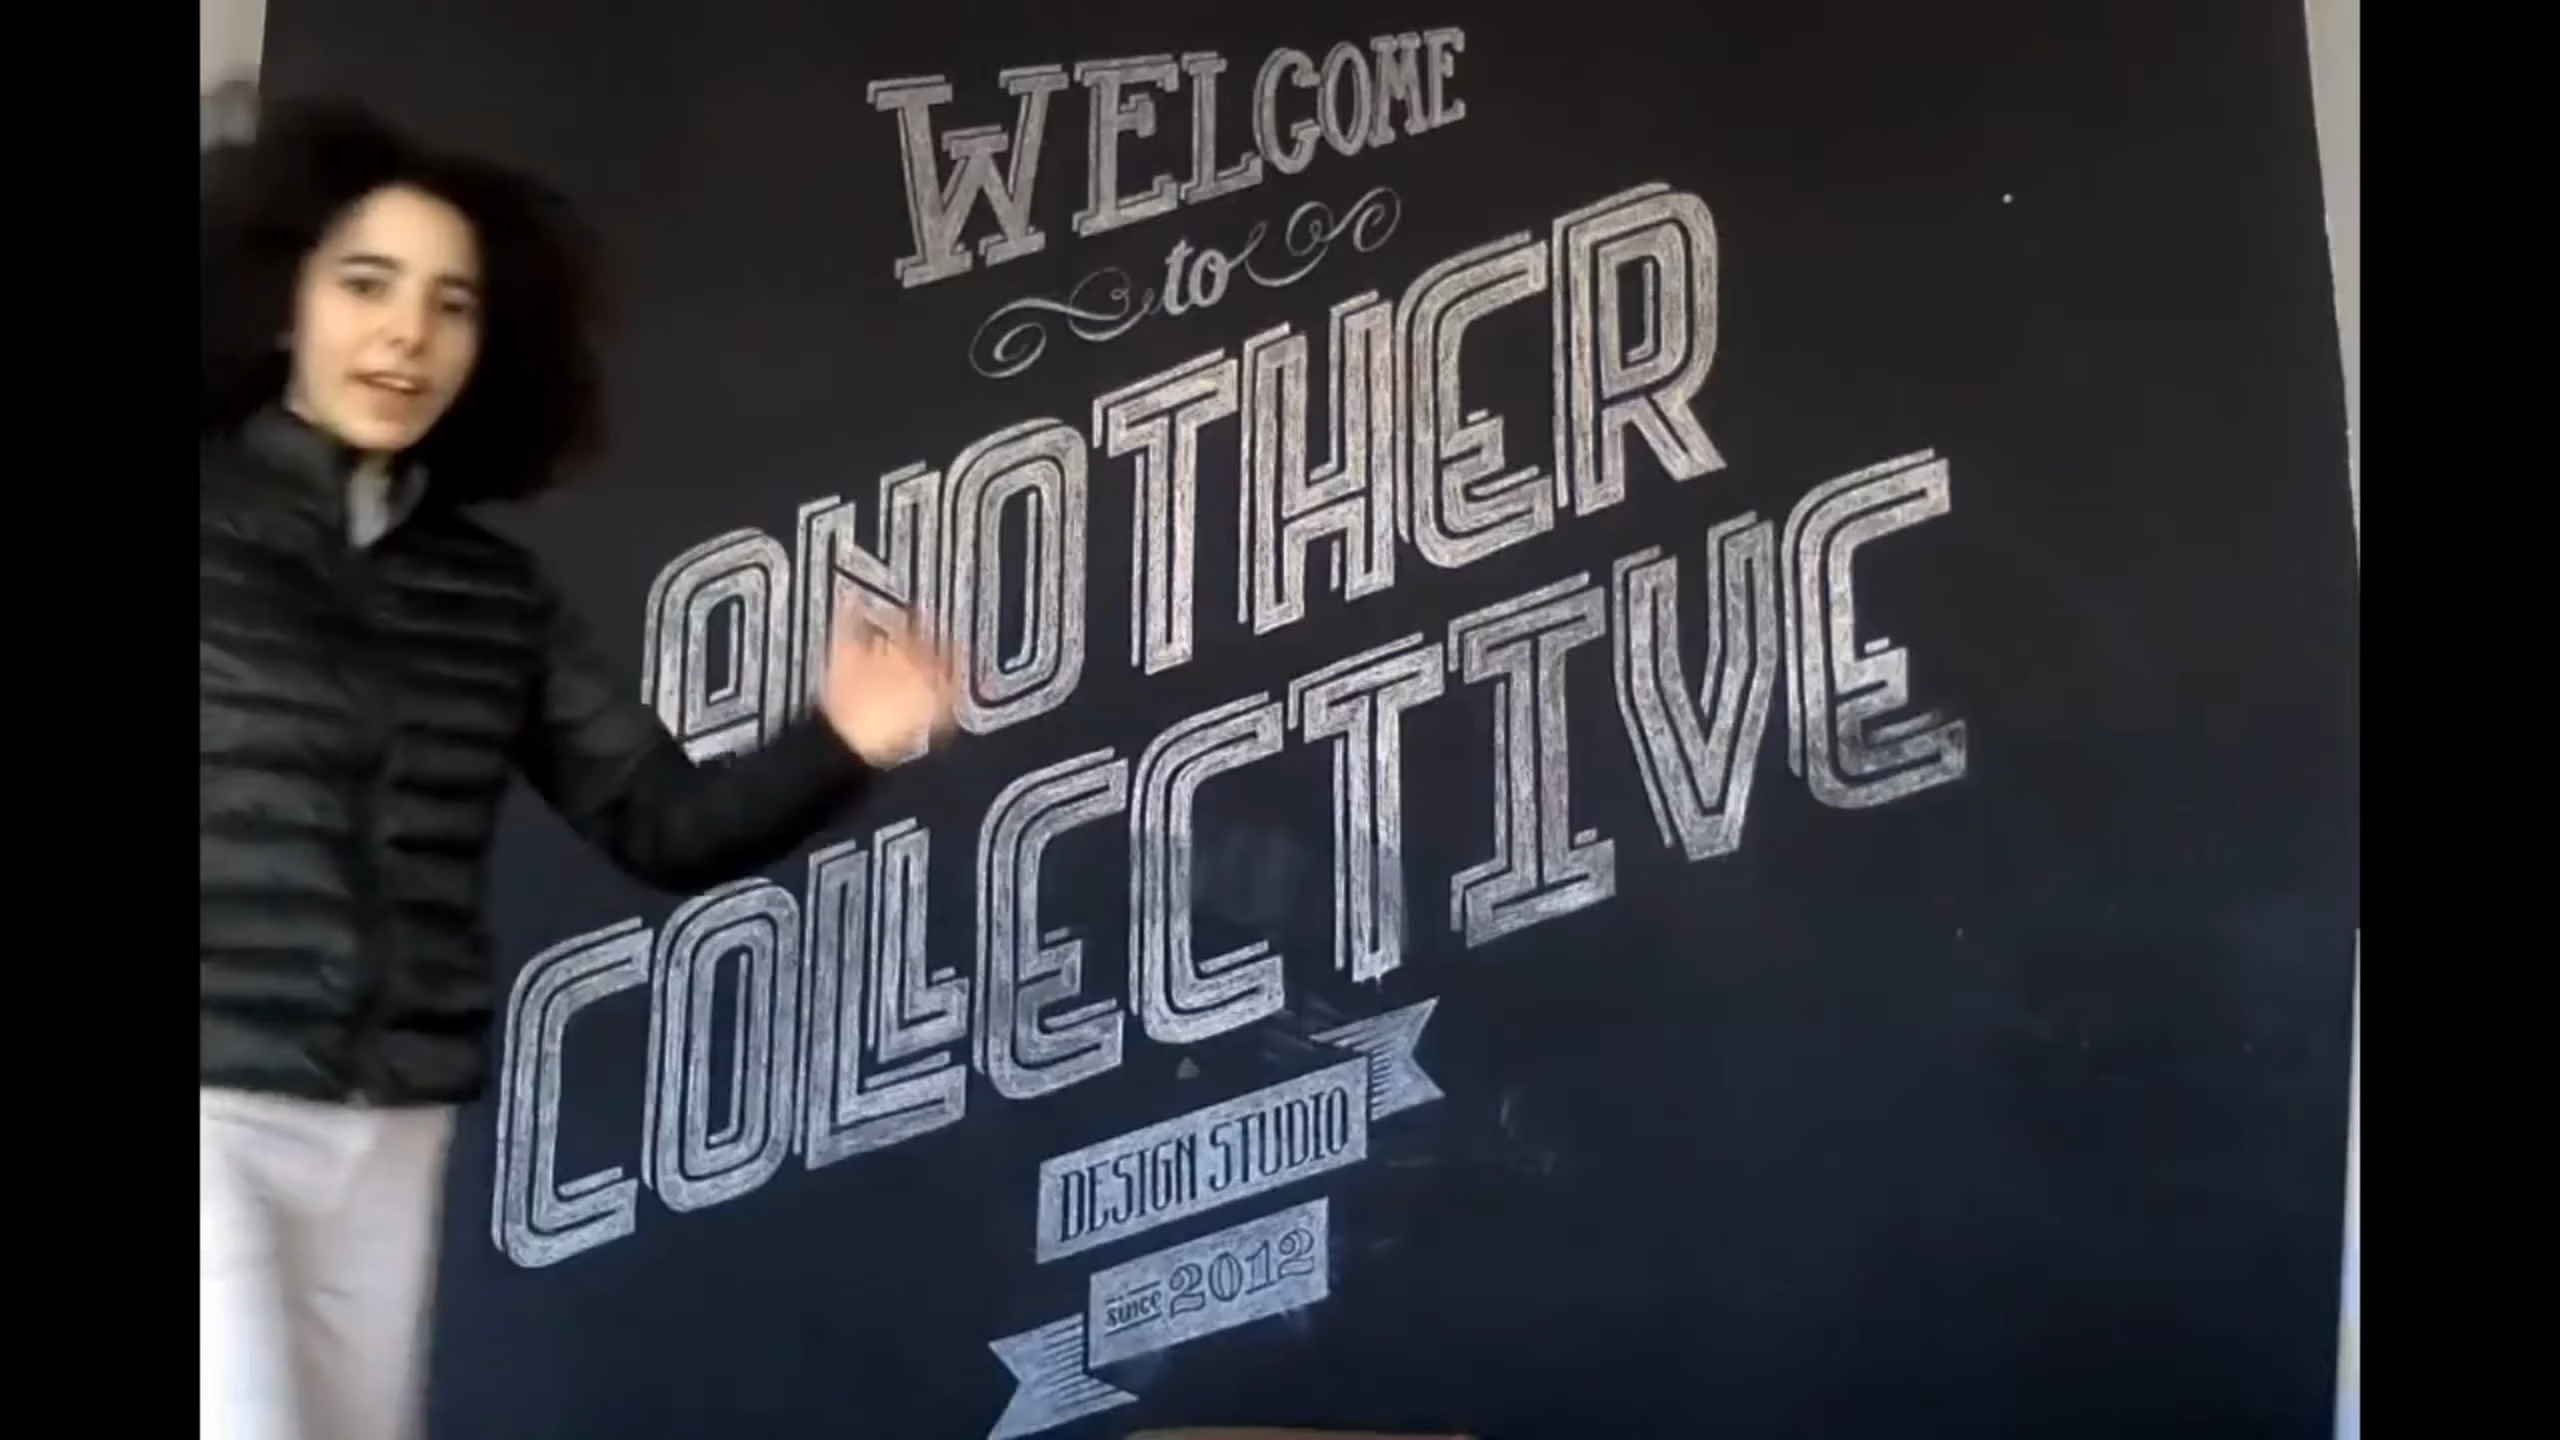 WELCOME
to
ANOTHER
COLLECTIVE
DESIGN STUDIO
since 2012